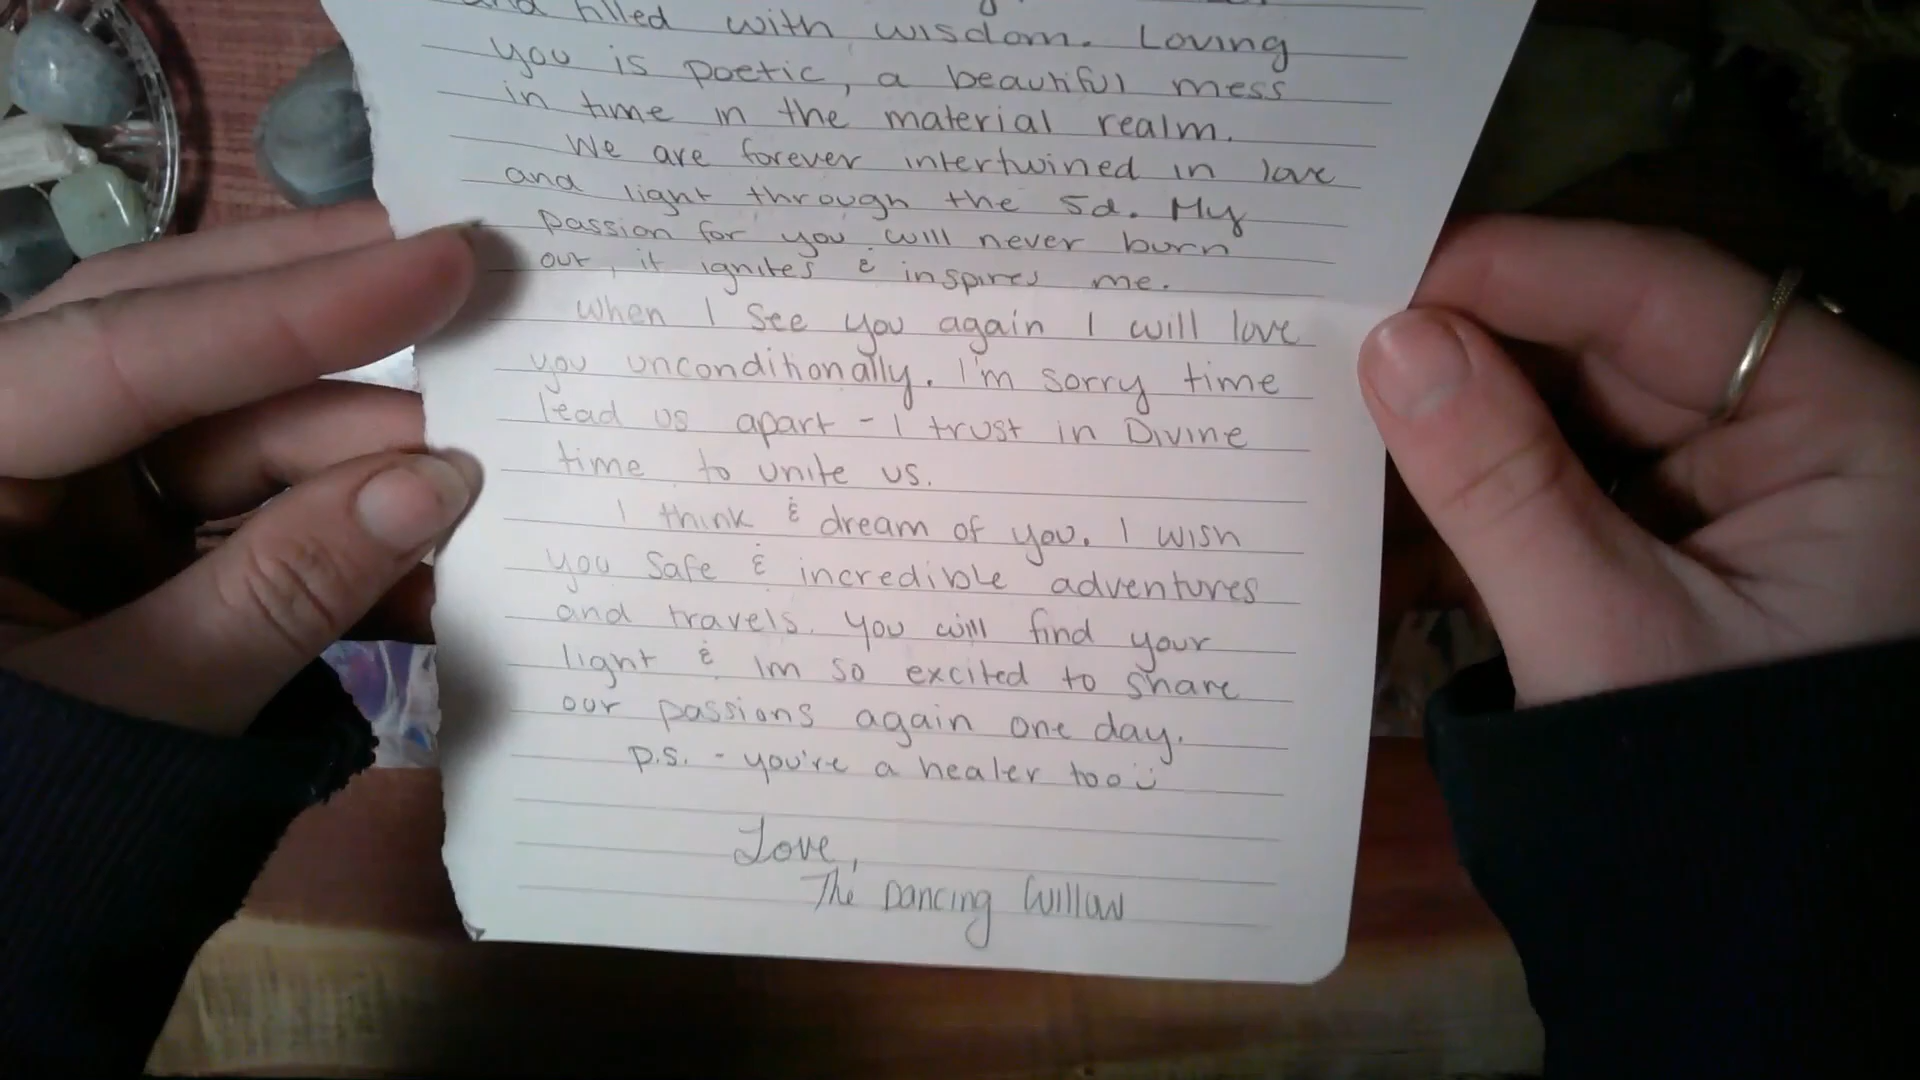 and filled with wisdom. Loving
you is poetic, a beautiful mess
in time in the material realm.
We are forever intertwined in love
and light through the 5d. My
passion for you will never burn
out, it ignites & inspires me.
When I see you again I will love
you unconditionally. I'm sorry time
lead us apart - I trust in Divine
time to unite us.
I think & dream of you. I wish
you safe & incredible adventures
and travels. You will find your
light & Im so excited to share
our passions again one day.
p.s. - you're a healer too ü
Love,
The Dancing Willow